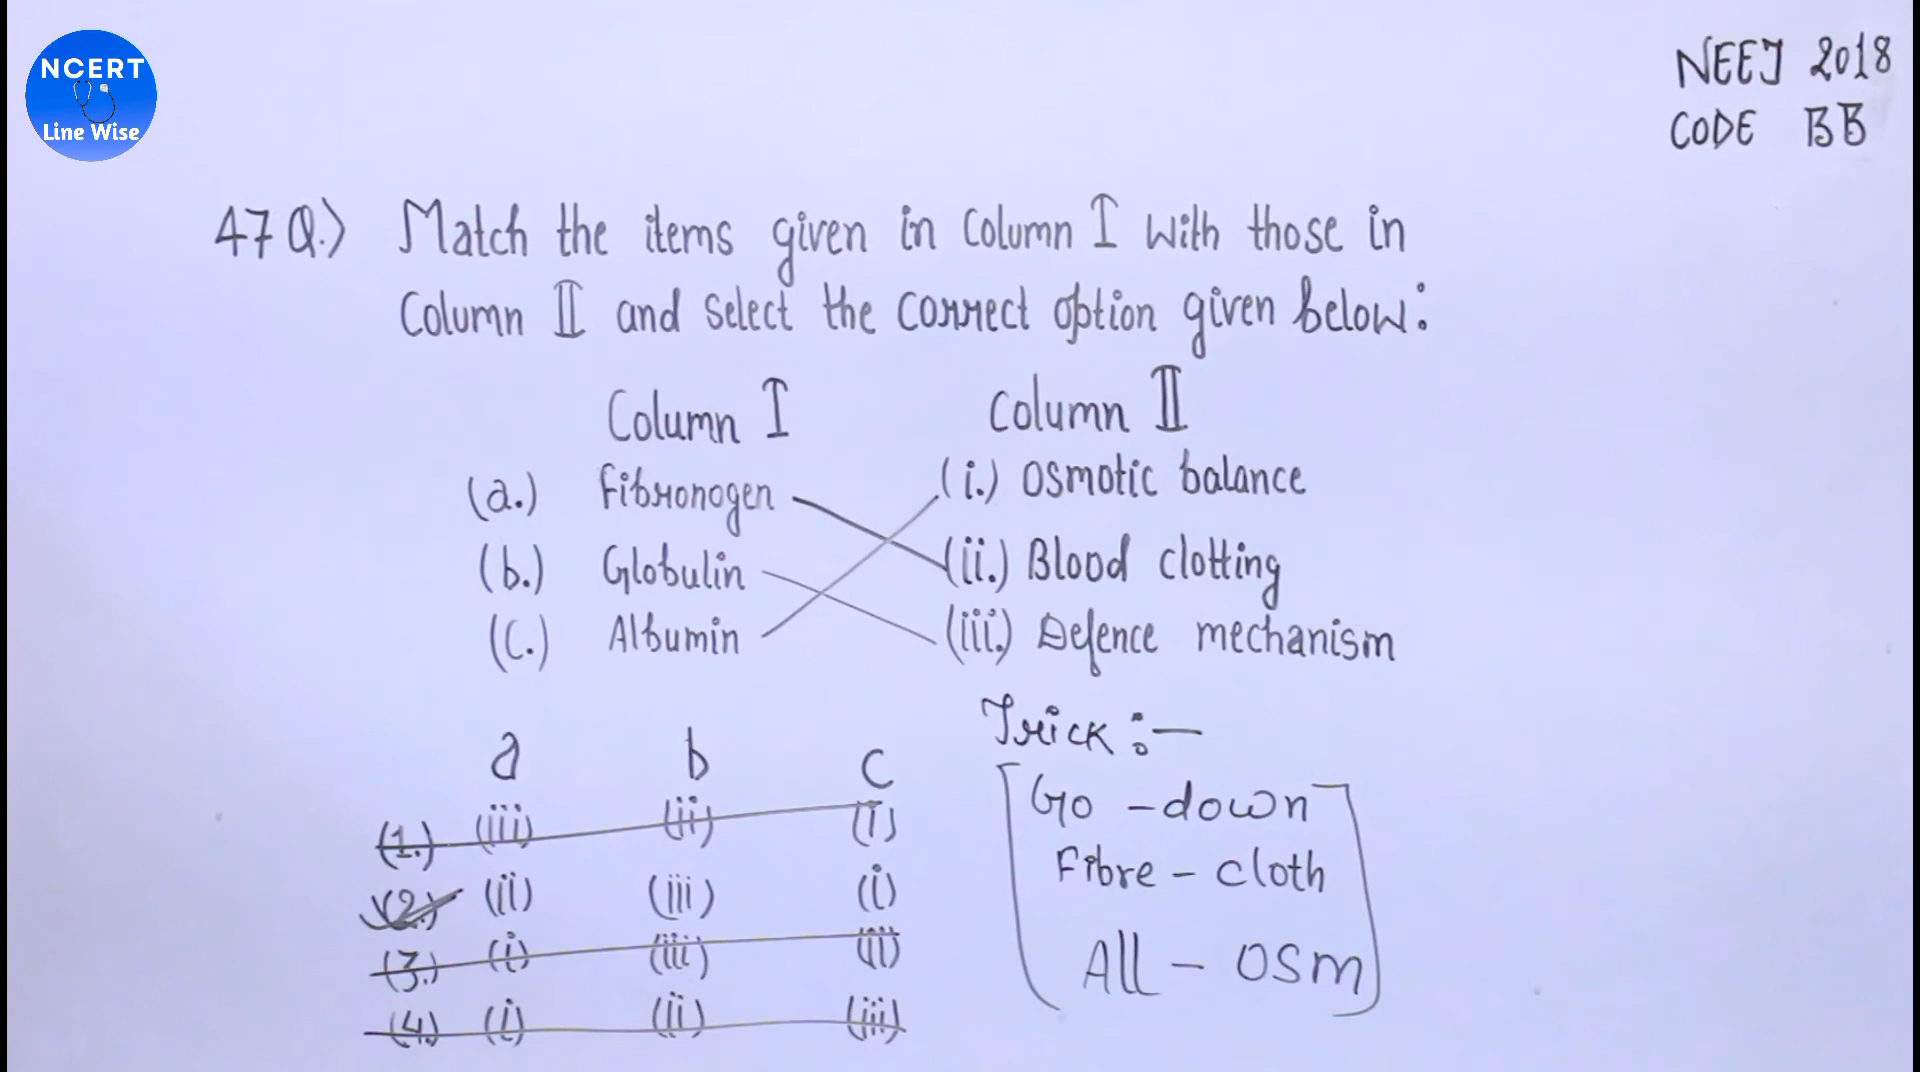 NCERT
Line Wise
NEET 2018
CODE BB
47 Q.) Match the items given in Column I with those in
Column II and select the correct option given below:
Column I Column II
(a.) Fibronogen (i.) Osmotic balance
(b.) Globulin (ii.) Blood clotting
(C.) Albumin (iii.) Defence mechanism
a b c
(1.) (iii) (ii) (i)
(2.) (ii) (iii) (i)
(3.) (i) (iii) (ii)
(4.) (i) (ii) (iii)
Trick :-
Go - down
Fibre - cloth
All - OSM